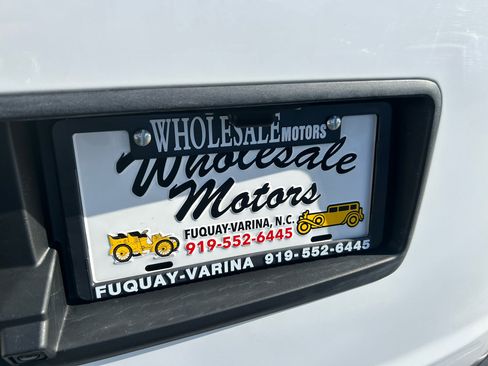 WHOLESALE MOTORS
Wholesale
Motors
FUQUAY-VARINA, N.C.
919-552-6445
FUQUAY-VARINA 919-552-6445